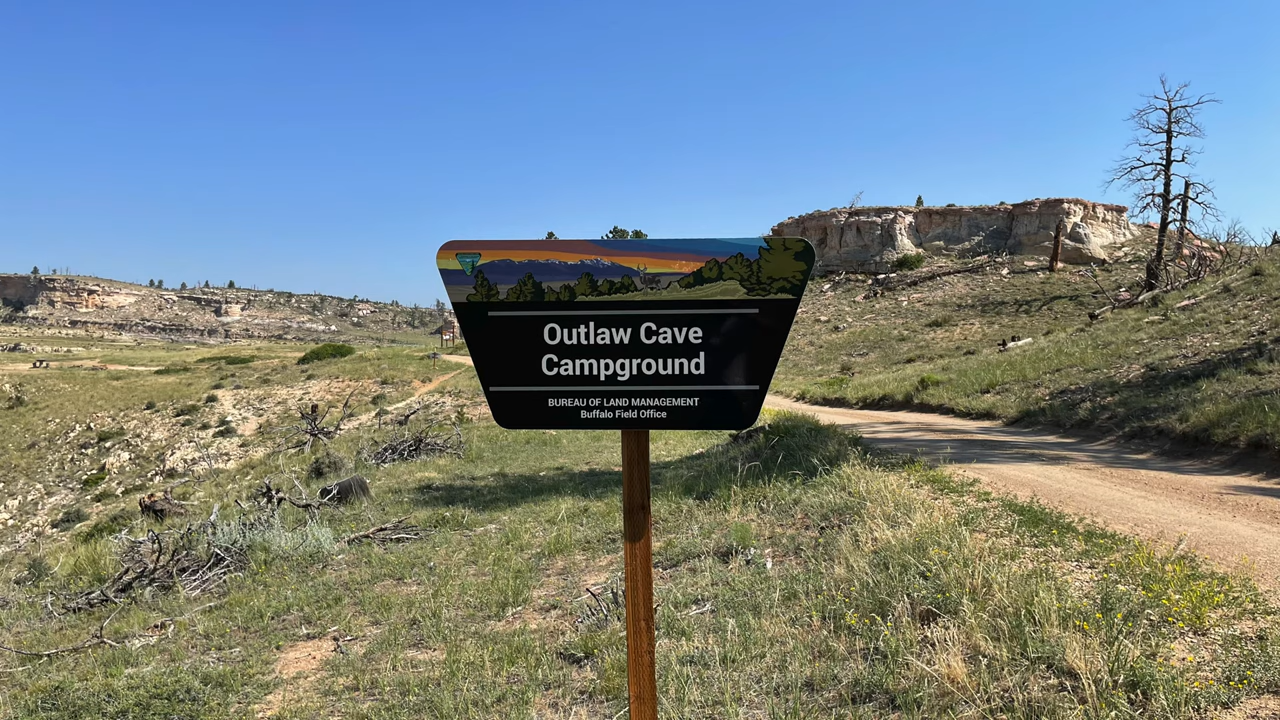 Outlaw Cave
Campground
BUREAU OF LAND MANAGEMENT
Buffalo Field Office